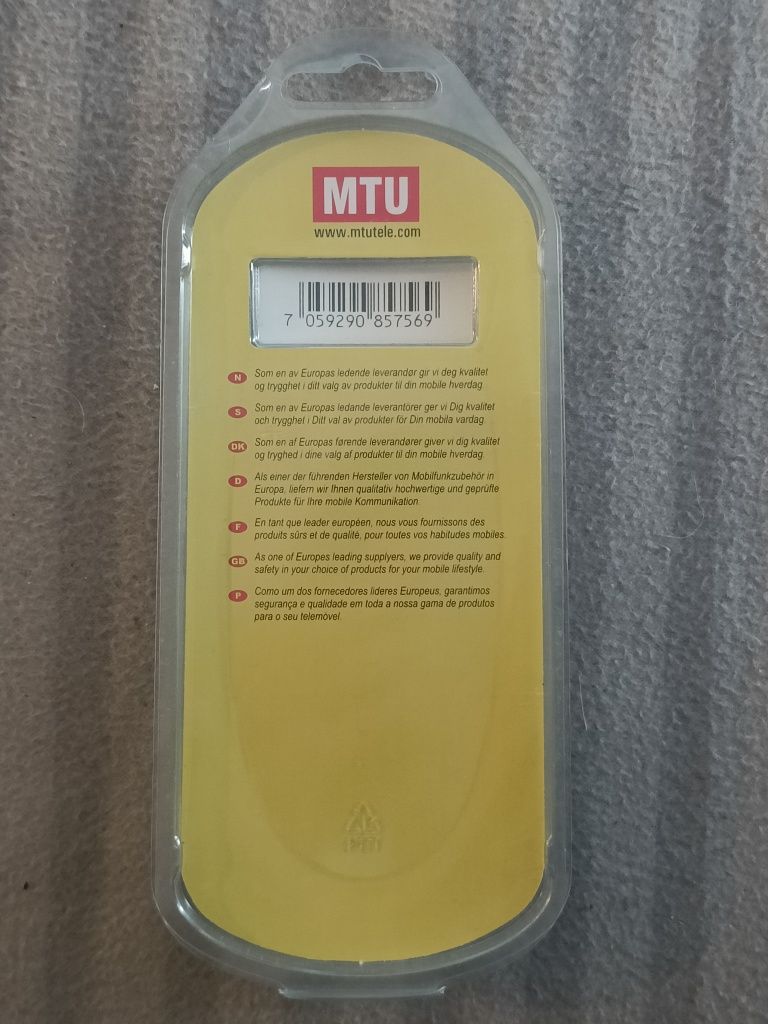 MTU
www.mtutele.com
7 059290 857569
N Som en av Europas ledende leverandør gir vi deg kvalitet
og trygghet i ditt valg av produkter til din mobile hverdag
S Som en av Europas ledande leverantörer ger vi Dig kvalitet
och trygghet i Ditt val av produkter för Din mobila vardag
DK Som en af Europas førende leverandører giver vi dig kvalitet
og tryghed i dine valg af produkter til din mobile hverdag
D Als einer der führenden Hersteller von Mobilfunkzubehör in
Europa, liefern wir Ihnen qualitativ hochwertige und geprüfte
Produkte für Ihre mobile Kommunikation
F En tant que leader européen, nous vous fournissons des
produits sûrs et de qualité, pour toutes vos habitudes mobiles.
GB As one of Europes leading supplyers, we provide quality and
safety in your choice of products for your mobile lifestyle.
P Como um dos fornecedores lideres Europeus, garantimos
segurança e qualidade em toda a nossa gama de produtos
para o seu telemóvel.